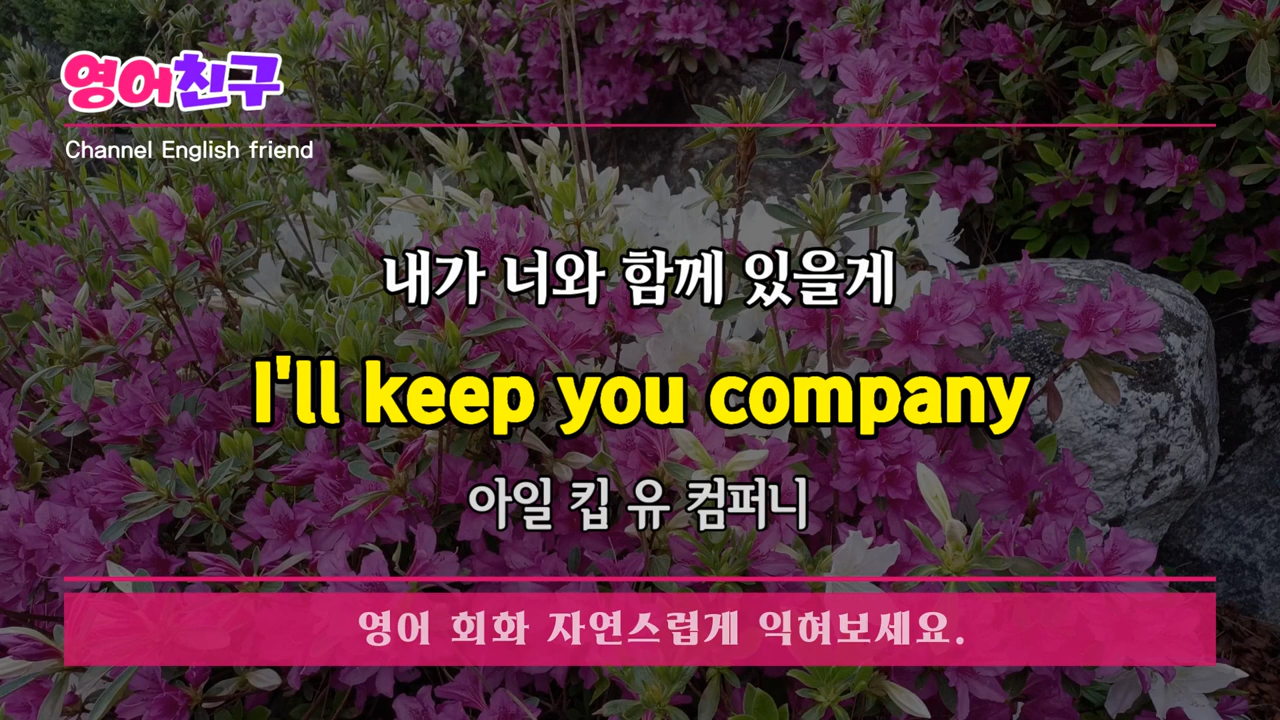 영어친구
Channel English friend
내가 너와 함께 있을게
I'll keep you company
아일 킵 유 컴퍼니
영어 회화 자연스럽게 익혀보세요.